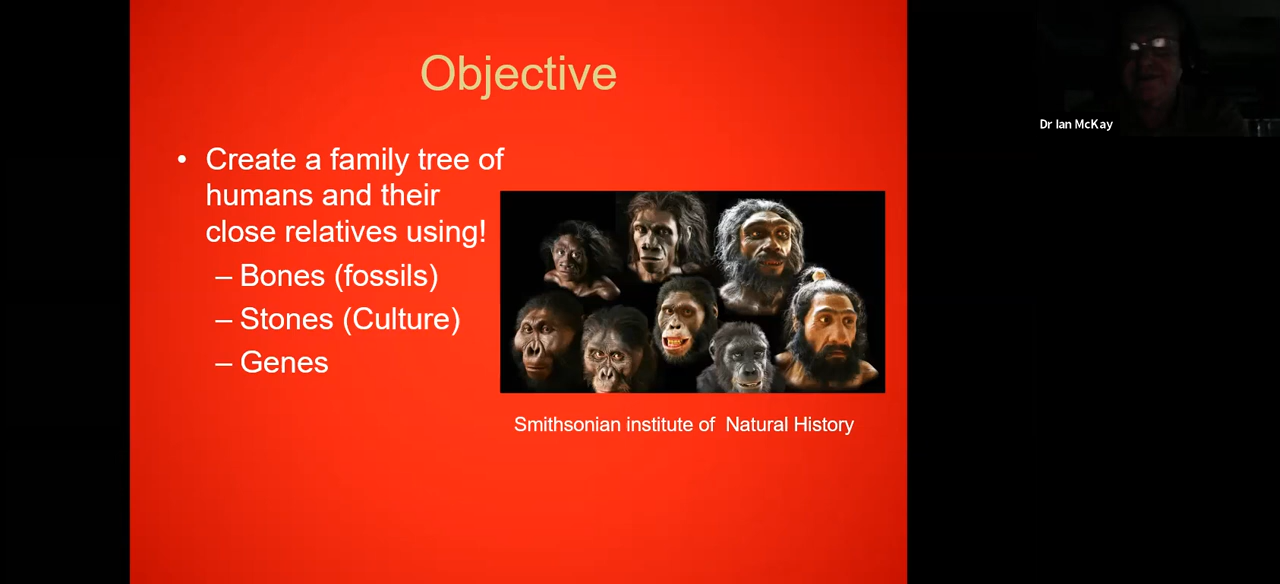 Objective
• Create a family tree of
humans and their
close relatives using!
– Bones (fossils)
– Stones (Culture)
– Genes
Smithsonian institute of Natural History
Dr Ian McKay